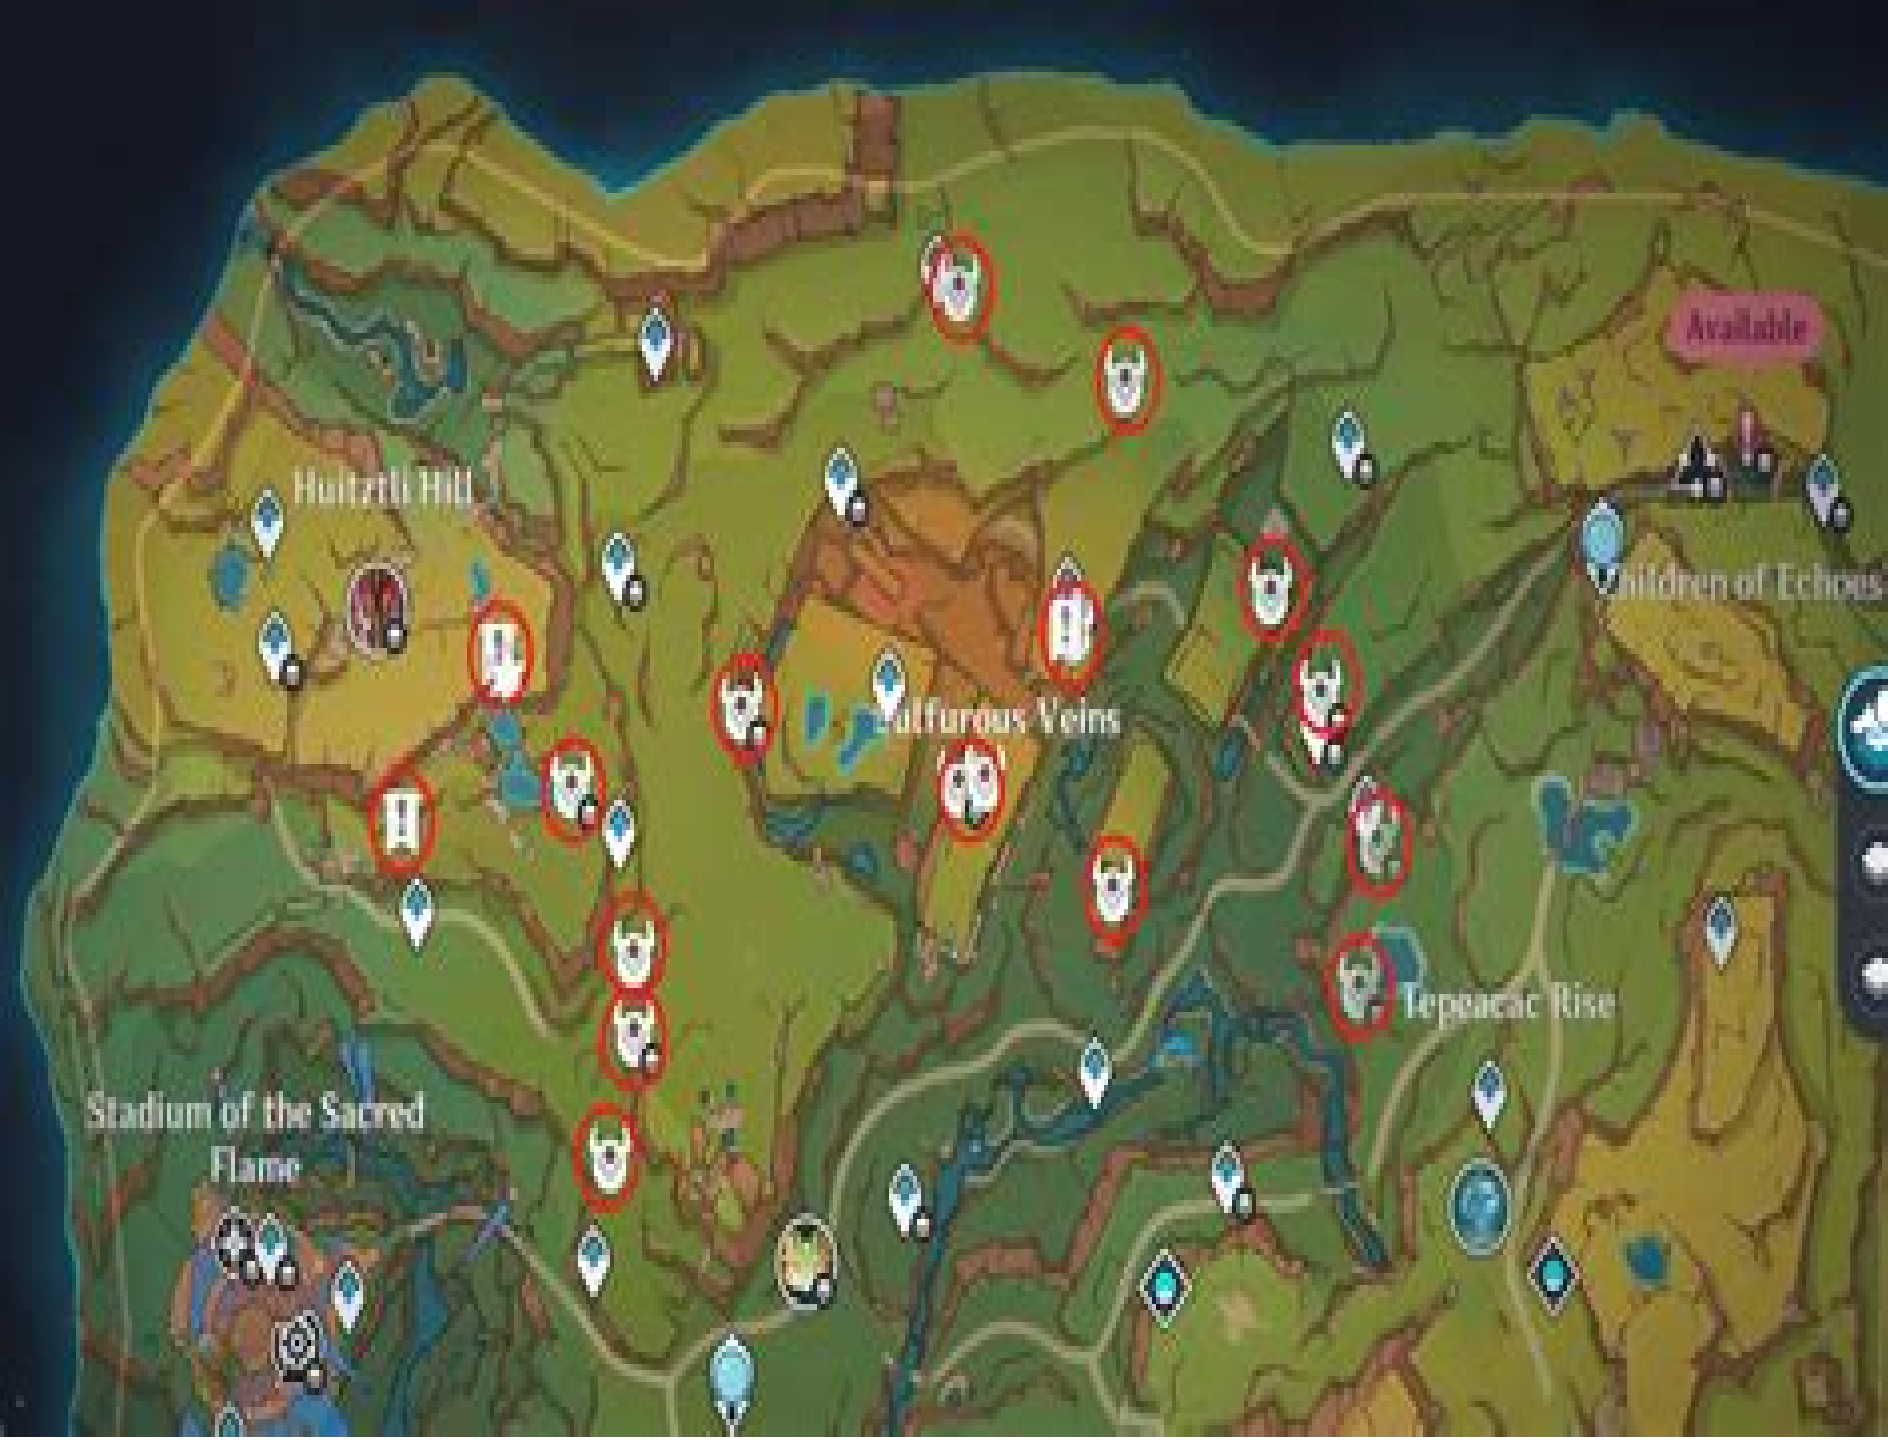 Available
Huitztli Hill
Children of Echoes
Sulfurous Veins
Tepeacac Rise
Stadium of the Sacred
Flame